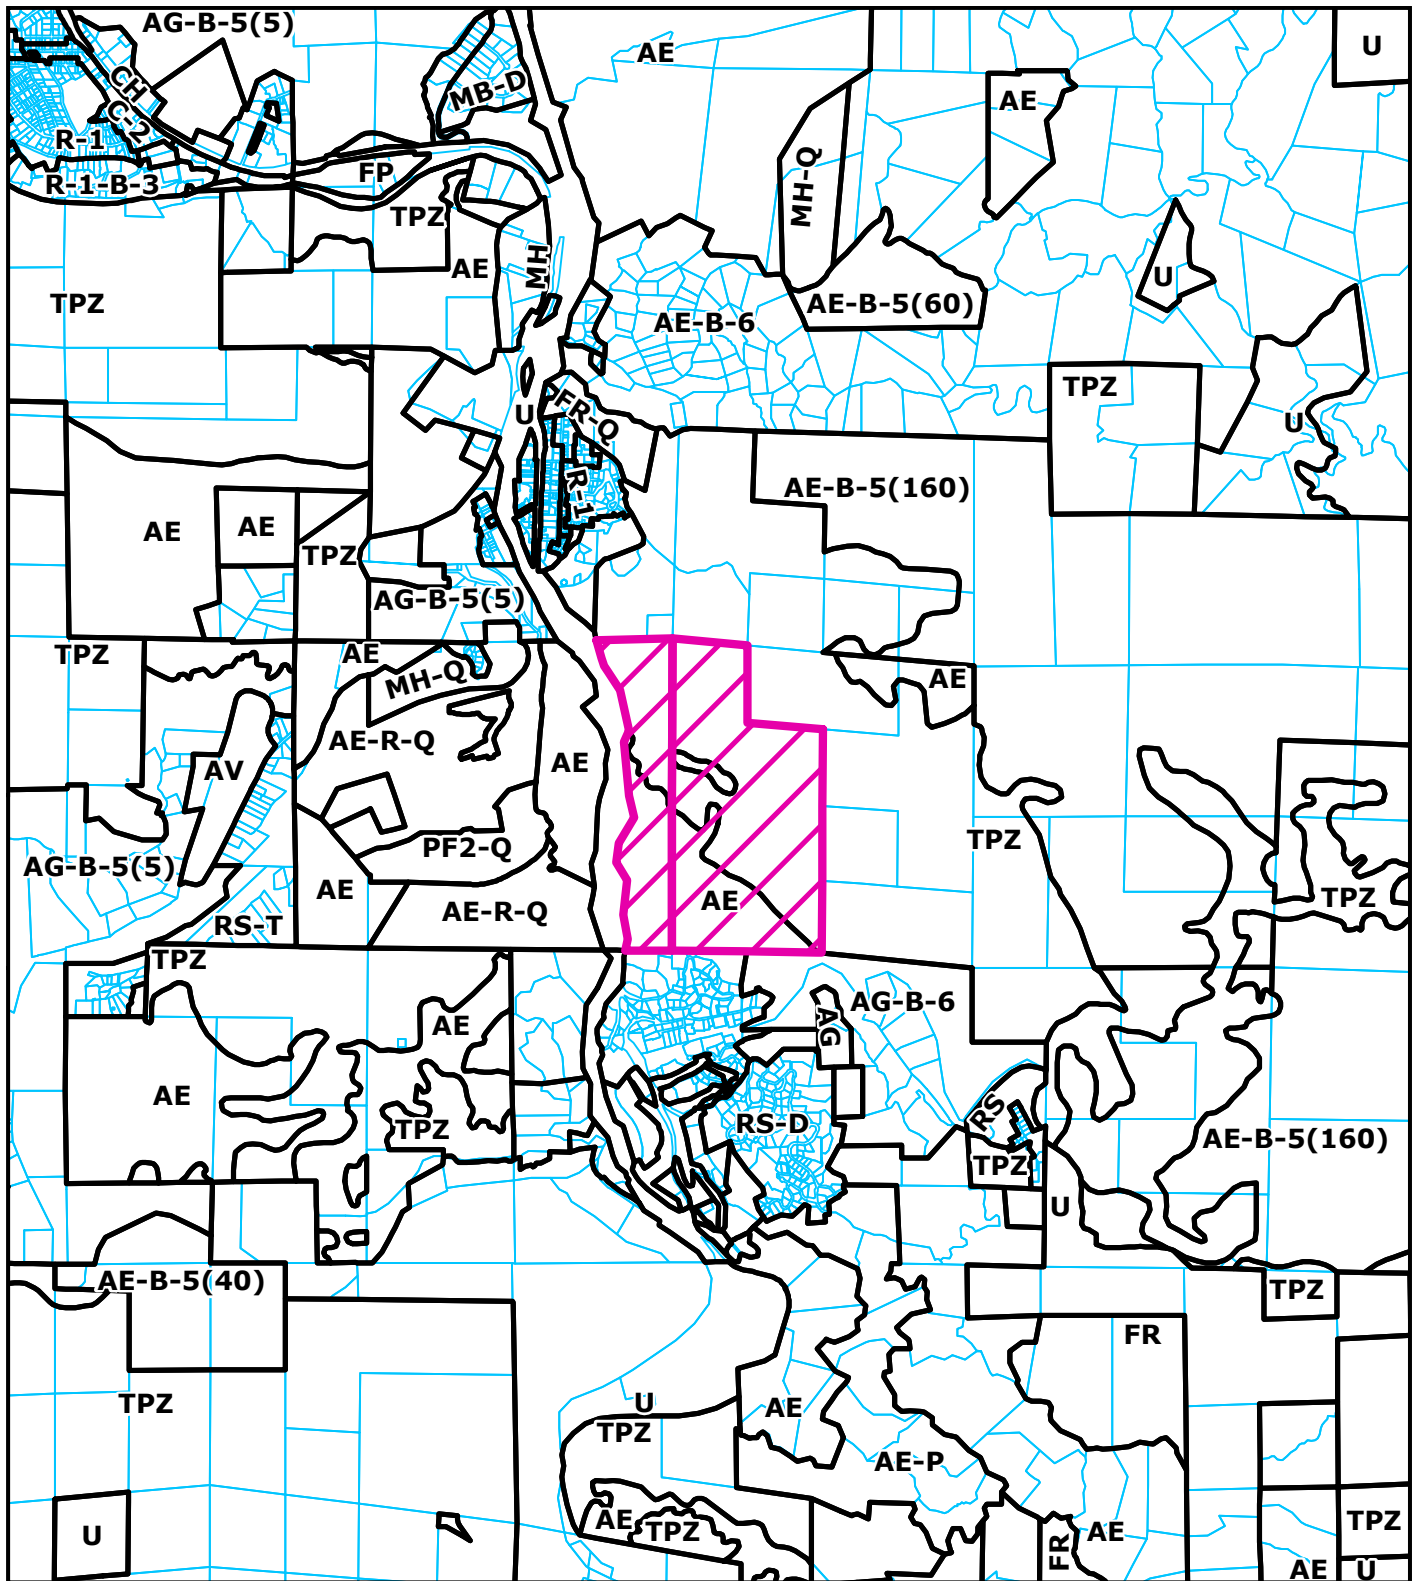 AG-B-5(5)
AE
U
CH
MB-D
AE
C-2
R-1
FP
R-1-B-3
MH-Q
TPZ
AE
MH
U
TPZ
AE-B-5(60)
AE-B-6
TPZ
U
FR-Q
U
AE-B-5(160)
R-1
AE
AE
TPZ
AG-B-5(5)
TPZ
AE
MH-Q
AE
AE-R-Q
AE
AV
TPZ
PF2-Q
AG-B-5(5)
AE
TPZ
AE
AE-R-Q
RS-T
TPZ
AG-B-6
AE
AG
AE
RS
RS-D
TPZ
AE-B-5(160)
TPZ
U
AE-B-5(40)
TPZ
FR
TPZ
U
AE
TPZ
AE-P
AE
TPZ
U
AE
TPZ
FR
AE
U